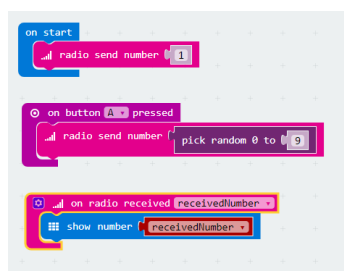 on start
radio send number 1
on button A pressed
radio send number pick random 0 to 9
on radio received receivedNumber
show number receivedNumber